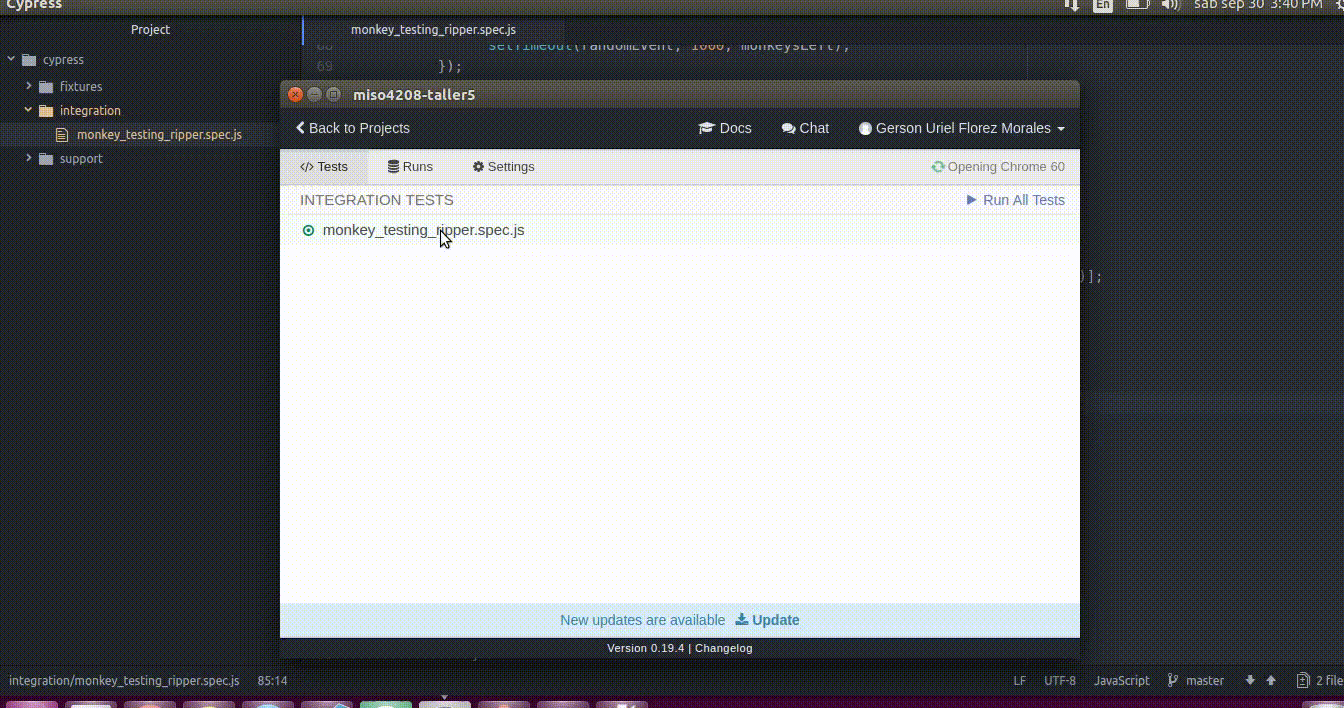 Cypress
En
sáb sep 30 3:40 PM
Project
monkey_testing_ripper.spec.js
68 setTimeout(randomEvent, 1000, monkeysLeft);
69 });
cypress
fixtures
integration
monkey_testing_ripper.spec.js
support
miso4208-taller5
Back to Projects
Docs
Chat
Gerson Uriel Florez Morales
</> Tests
Runs
Settings
Opening Chrome 60
INTEGRATION TESTS
Run All Tests
monkey_testing_ripper.spec.js
)];
New updates are available
Update
Version 0.19.4 | Changelog
integration/monkey_testing_ripper.spec.js
85:14
LF
UTF-8
JavaScript
master
2 file